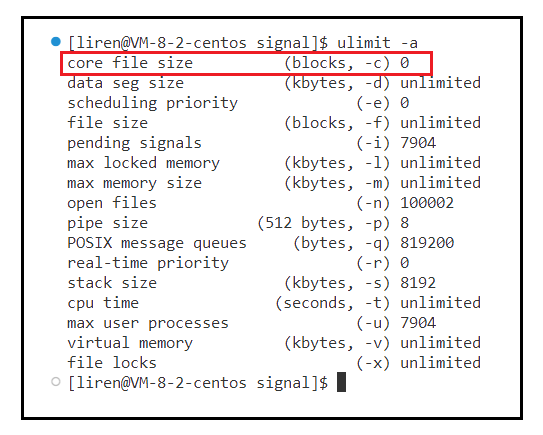 [liren@VM-8-2-centos signal]$ ulimit -a
core file size          (blocks, -c) 0
data seg size           (kbytes, -d) unlimited
scheduling priority             (-e) 0
file size               (blocks, -f) unlimited
pending signals                 (-i) 7904
max locked memory       (kbytes, -l) unlimited
max memory size         (kbytes, -m) unlimited
open files                      (-n) 100002
pipe size            (512 bytes, -p) 8
POSIX message queues     (bytes, -q) 819200
real-time priority              (-r) 0
stack size              (kbytes, -s) 8192
cpu time               (seconds, -t) unlimited
max user processes              (-u) 7904
virtual memory          (kbytes, -v) unlimited
file locks                      (-x) unlimited
[liren@VM-8-2-centos signal]$